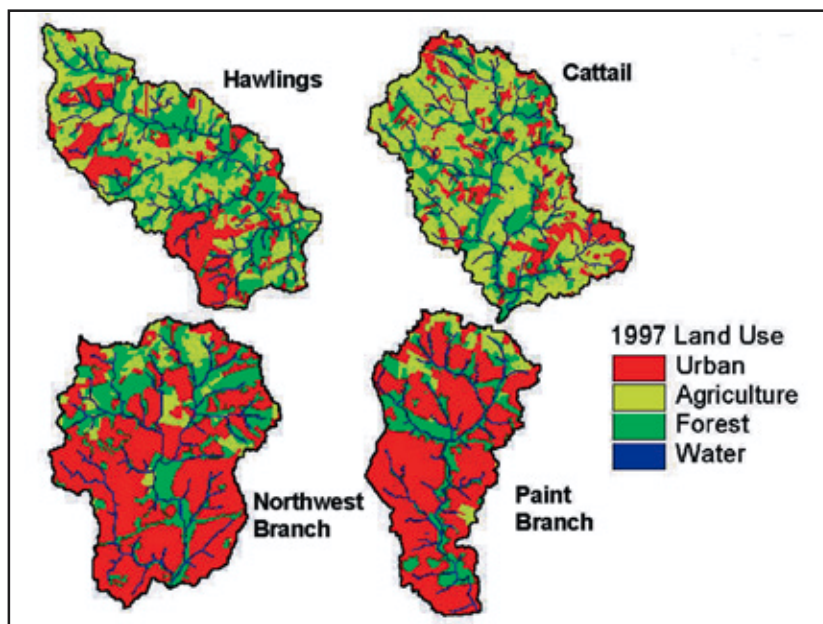 Hawlings
Cattail
1997 Land Use
Urban
Agriculture
Forest
Water
Northwest
Branch
Paint
Branch